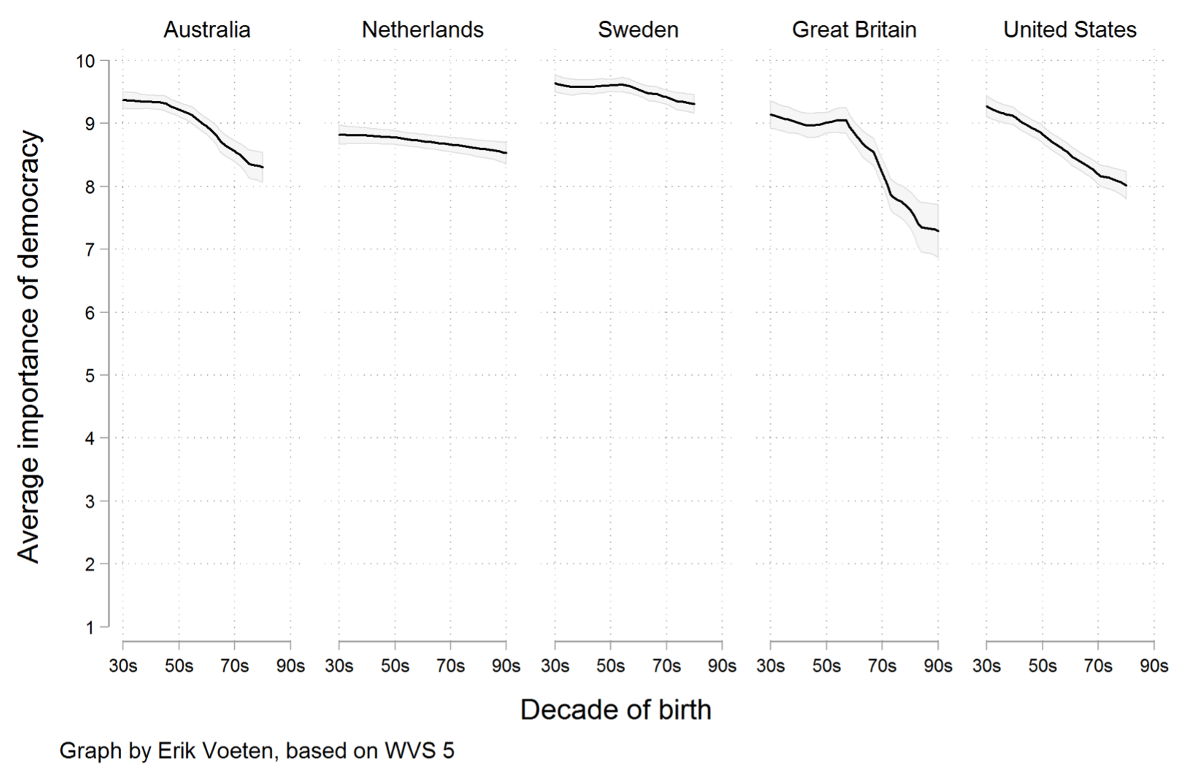 Australia Netherlands Sweden Great Britain United States
Average importance of democracy
10
9
8
7
6
5
4
3
2
1
30s 50s 70s 90s 30s 50s 70s 90s 30s 50s 70s 90s 30s 50s 70s 90s 30s 50s 70s 90s
Decade of birth
Graph by Erik Voeten, based on WVS 5